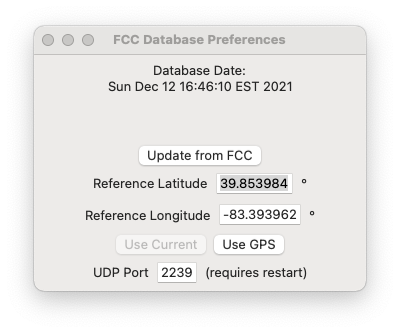 FCC Database Preferences
Database Date:
Sun Dec 12 16:46:10 EST 2021
Update from FCC
Reference Latitude 39.853984 °
Reference Longitude -83.393962 °
Use Current Use GPS
UDP Port 2239 (requires restart)